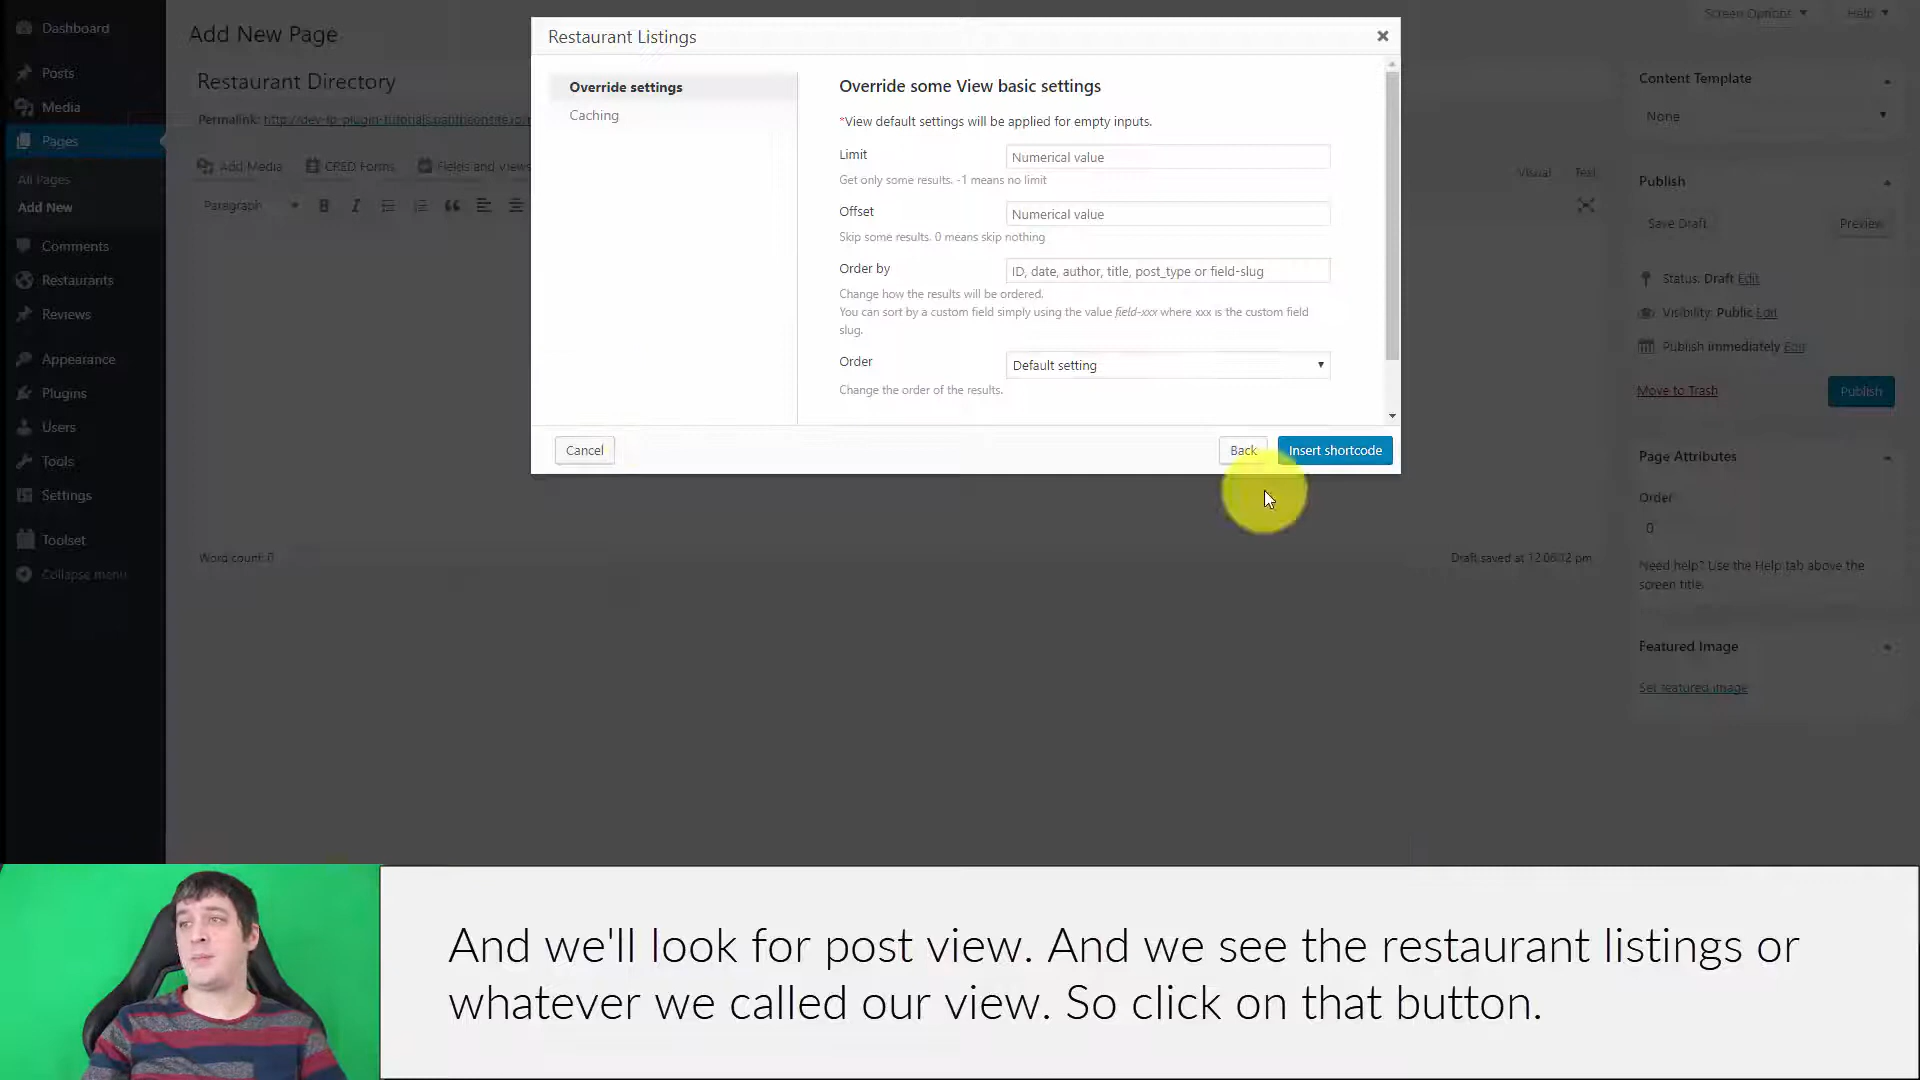 Dashboard
Posts
Media
Pages
All Pages
Add New
Comments
Restaurants
Reviews
Appearance
Plugins
Users
Tools
Settings
Toolset
Collapse menu
Add New Page
Screen Options
Help
Restaurant Directory
Permalink: http://dev-tp-plugin-tutorials.pantheonsite.io/
Add Media
CRED Forms
Fields and Views
Visual
Text
Paragraph
Word count: 0
Draft saved at 12:06:12 pm.
Restaurant Listings
Override settings
Caching
Override some View basic settings
*View default settings will be applied for empty inputs.
Limit
Numerical value
Get only some results. -1 means no limit
Offset
Numerical value
Skip some results. 0 means skip nothing
Order by
ID, date, author, title, post_type or field-slug
Change how the results will be ordered.
You can sort by a custom field simply using the value field-xxx where xxx is the custom field
slug.
Order
Default setting
Change the order of the results.
Cancel
Back
Insert shortcode
Content Template
None
Publish
Save Draft
Preview
Status: Draft Edit
Visibility: Public Edit
Publish immediately Edit
Move to Trash
Publish
Page Attributes
Order
0
Need help? Use the Help tab above the
screen title.
Featured Image
Set featured image
And we'll look for post view. And we see the restaurant listings or
whatever we called our view. So click on that button.